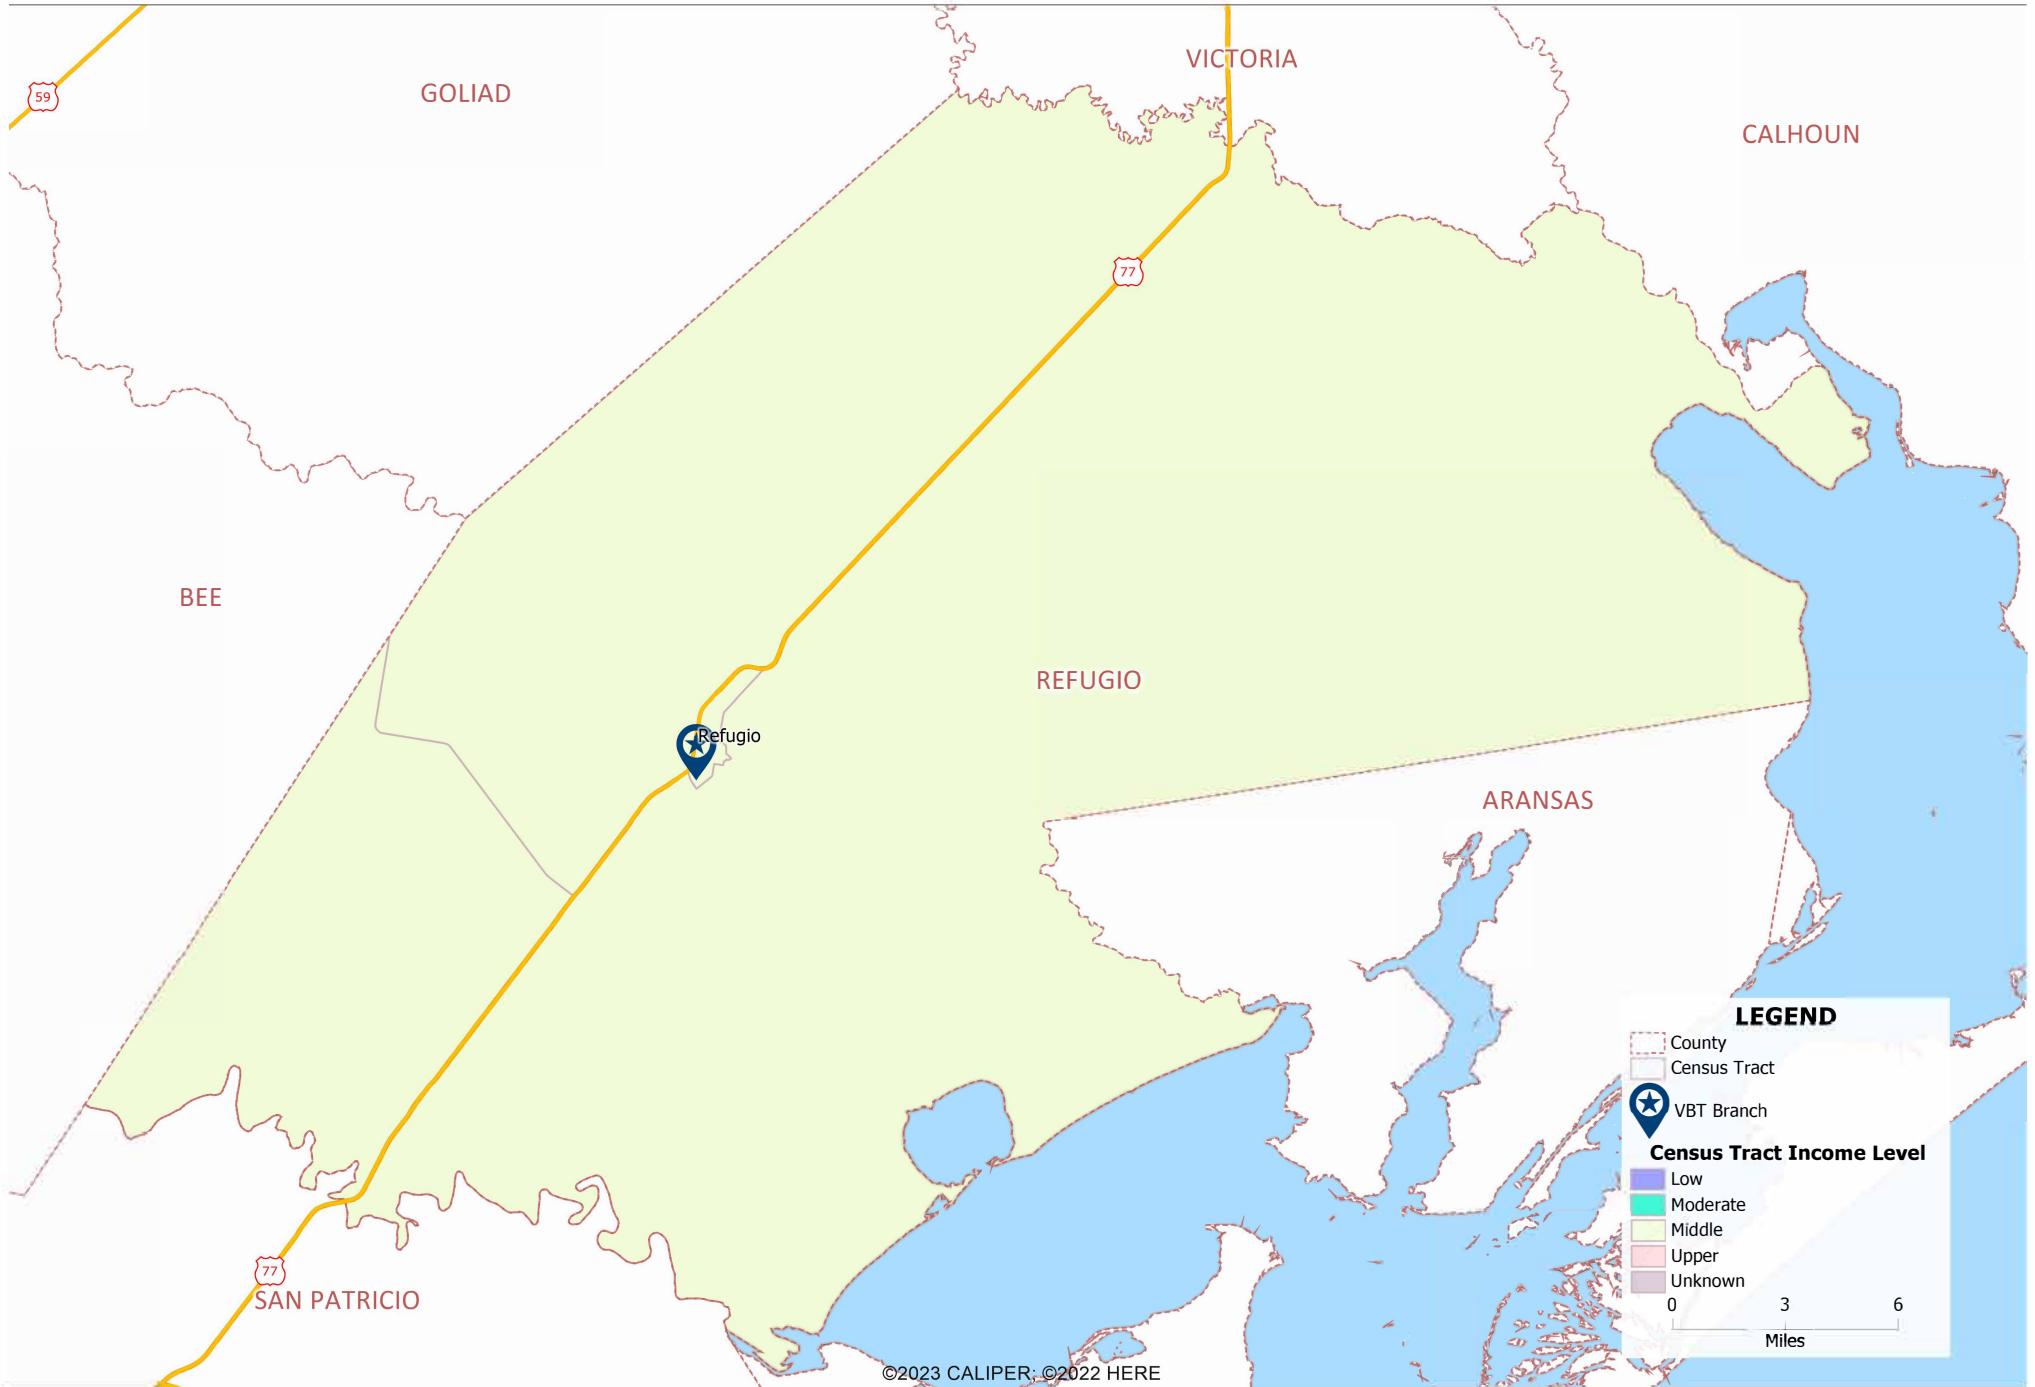 VICTORIA
GOLIAD
59
CALHOUN
77
BEE
REFUGIO
Refugio
ARANSAS
LEGEND
County
Census Tract
VBT Branch
Census Tract Income Level
Low
Moderate
Middle
Upper
Unknown
0 3 6
Miles
77
SAN PATRICIO
©2023 CALIPER; ©2022 HERE